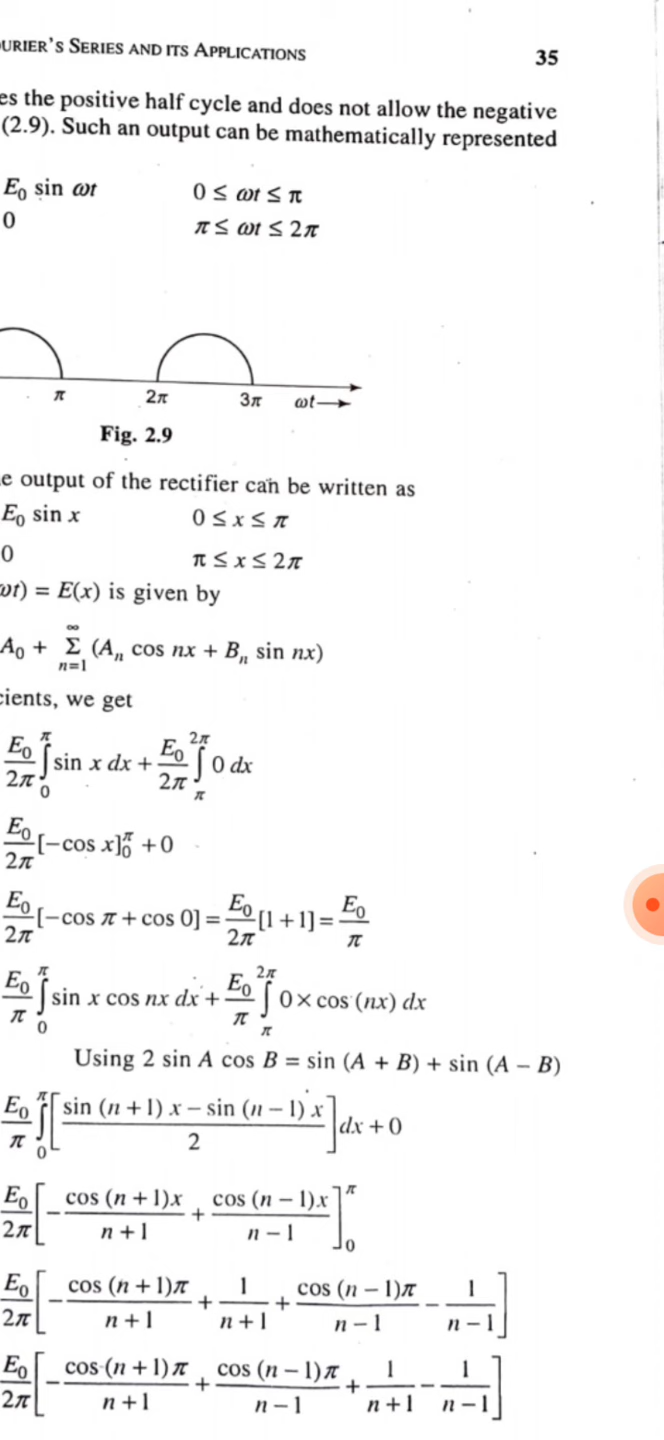 URIER'S SERIES AND ITS APPLICATIONS 35
es the positive half cycle and does not allow the negative
(2.9). Such an output can be mathematically represented
E₀ sin ωt 0 ≤ ωt ≤ π
0 π ≤ ωt ≤ 2π
π 2π 3π ωt→
Fig. 2.9
e output of the rectifier can be written as
E₀ sin x 0 ≤ x ≤ π
0 π ≤ x ≤ 2π
ωt) = E(x) is given by
A₀ + Σ_{n=1}^{∞} (Aₙ cos nx + Bₙ sin nx)
cients, we get
E₀/2π ∫₀^π sin x dx + E₀/2π ∫_π^{2π} 0 dx
E₀/2π [–cos x]₀^π + 0
E₀/2π [–cos π + cos 0] = E₀/2π [1 + 1] = E₀/π
E₀/π ∫₀^π sin x cos nx dx + E₀/π ∫_π^{2π} 0 × cos (nx) dx
Using 2 sin A cos B = sin (A + B) + sin (A – B)
E₀/π ∫₀^π [(sin (n + 1) x – sin (n – 1) x)/2] dx + 0
E₀/2π [– cos (n + 1)x/(n + 1) + cos (n – 1)x/(n – 1)]₀^π
E₀/2π [– cos (n + 1)π/(n + 1) + 1/(n + 1) + cos (n – 1)π/(n – 1) – 1/(n – 1)]
E₀/2π [– cos (n + 1)π/(n + 1) + cos (n – 1)π/(n – 1) + 1/(n + 1) – 1/(n – 1)]